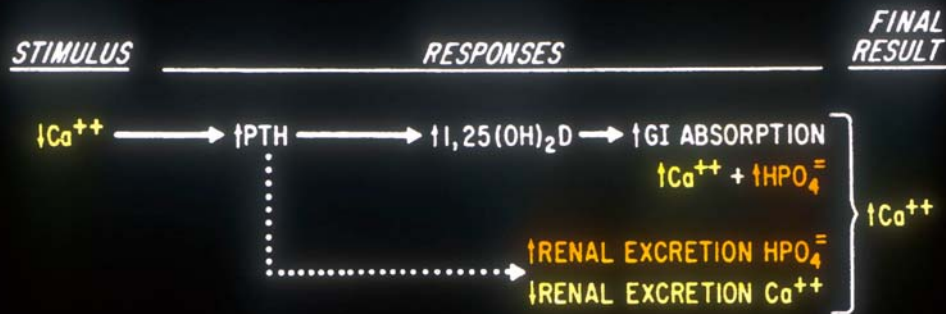 STIMULUS
RESPONSES
FINAL
RESULT
↓Ca⁺⁺ → ↑PTH → ↑1,25(OH)₂D → ↑GI ABSORPTION
↑Ca⁺⁺ + ↑HPO₄⁼
↑Ca⁺⁺
↑RENAL EXCRETION HPO₄⁼
↓RENAL EXCRETION Ca⁺⁺